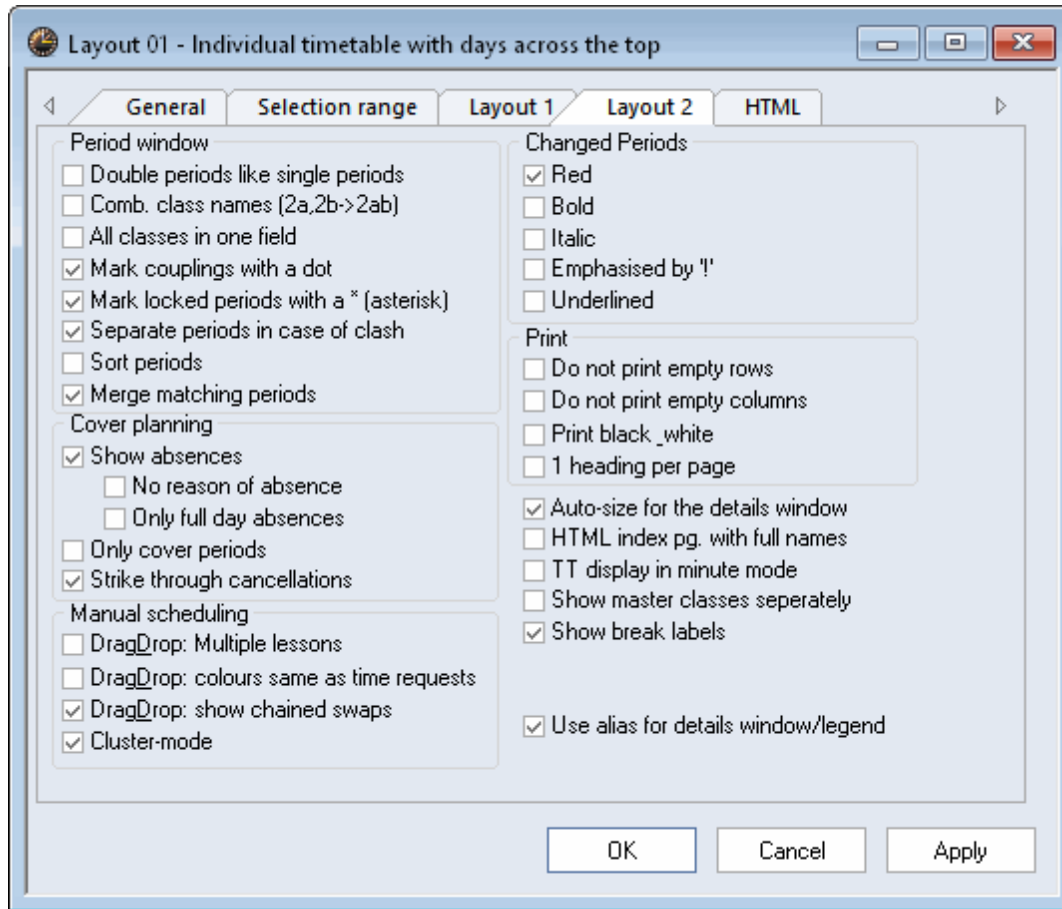 Layout 01 - Individual timetable with days across the top
General
Selection range
Layout 1
Layout 2
HTML
Period window
Double periods like single periods
Comb. class names (2a,2b->2ab)
All classes in one field
Mark couplings with a dot
Mark locked periods with a * (asterisk)
Separate periods in case of clash
Sort periods
Merge matching periods
Cover planning
Show absences
No reason of absence
Only full day absences
Only cover periods
Strike through cancellations
Manual scheduling
DragDrop: Multiple lessons
DragDrop: colours same as time requests
DragDrop: show chained swaps
Cluster-mode
Changed Periods
Red
Bold
Italic
Emphasised by '!'
Underlined
Print
Do not print empty rows
Do not print empty columns
Print black _white
1 heading per page
Auto-size for the details window
HTML index pg. with full names
TT display in minute mode
Show master classes seperately
Show break labels
Use alias for details window/legend
OK
Cancel
Apply